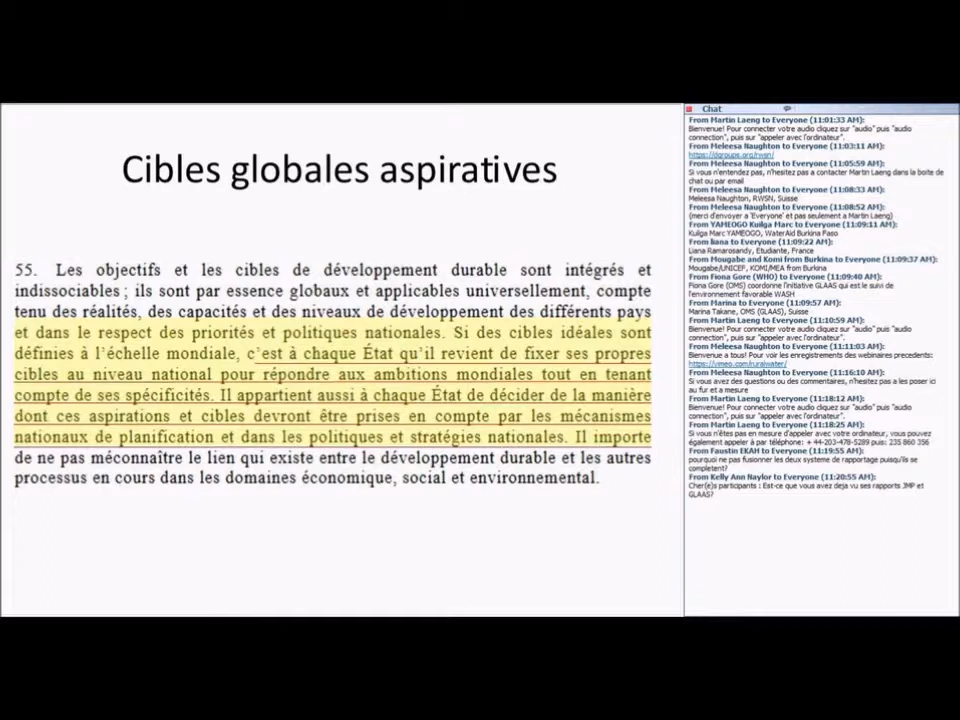 Cibles globales aspiratives
55. Les objectifs et les cibles de développement durable sont intégrés et
indissociables ; ils sont par essence globaux et applicables universellement, compte
tenu des réalités, des capacités et des niveaux de développement des différents pays
et dans le respect des priorités et politiques nationales. Si des cibles idéales sont
définies à l'échelle mondiale, c'est à chaque État qu'il revient de fixer ses propres
cibles au niveau national pour répondre aux ambitions mondiales tout en tenant
compte de ses spécificités. Il appartient aussi à chaque État de décider de la manière
dont ces aspirations et cibles devront être prises en compte par les mécanismes
nationaux de planification et dans les politiques et stratégies nationales. Il importe
de ne pas méconnaître le lien qui existe entre le développement durable et les autres
processus en cours dans les domaines économique, social et environnemental.
Chat
From Martin Laeng to Everyone (11:01:33 AM):
Bienvenue! Pour connecter votre audio cliquez sur "audio" puis "audio
connection", puis sur "appeler avec l'ordinateur".
From Meleesa Naughton to Everyone (11:03:11 AM):
https://dgroups.org/rwsn/
From Meleesa Naughton to Everyone (11:05:59 AM):
Si vous n'entendez pas, n'hesitez pas a contacter Martin Laeng dans la boite de
chat ou par email
From Meleesa Naughton to Everyone (11:08:33 AM):
Meleesa Naughton, RWSN, Suisse
From Meleesa Naughton to Everyone (11:08:52 AM):
(merci d'envoyer a 'Everyone' et pas seulement a Martin Laeng)
From YAMEOGO Kuilga Marc to Everyone (11:09:11 AM):
Kuilga Marc YAMEOGO, WaterAid Burkina Faso
From liana to Everyone (11:09:22 AM):
Liana Ramarosandy, Etudiante, France
From Mougabe and Komi from Burkina to Everyone (11:09:37 AM):
Mougabe/UNICEF, KOMI/MEA from Burkina
From Fiona Gore (WHO) to Everyone (11:09:40 AM):
Fiona Gore (OMS) coordonne l'initiative GLAAS qui est le suivi de
l'environnement favorable WASH
From Marina to Everyone (11:09:57 AM):
Marina Takane, OMS (GLAAS), Suisse
From Martin Laeng to Everyone (11:10:59 AM):
Bienvenue! Pour connecter votre audio cliquez sur "audio" puis "audio
connection", puis sur "appeler avec l'ordinateur".
From Meleesa Naughton to Everyone (11:11:03 AM):
Bienvenue a tous! Pour voir les enregistrements des webinaires precedents:
https://vimeo.com/ruralwater/
From Meleesa Naughton to Everyone (11:16:10 AM):
Si vous avez des questions ou des commentaires, n'hesitez pas a les poser ici
au fur et a mesure
From Martin Laeng to Everyone (11:18:12 AM):
Bienvenue! Pour connecter votre audio cliquez sur "audio" puis "audio
connection", puis sur "appeler avec l'ordinateur".
From Martin Laeng to Everyone (11:18:25 AM):
Si vous n'êtes pas en mesure d'appeler avec votre ordinateur, vous pouvez
également appeler par téléphone: + 44-203-478-5289 puis: 235 860 356
From Faustin EKAH to Everyone (11:19:55 AM):
pourquoi ne pas fusionner les deux systeme de rapportage puisqu'ils se
completent?
From Kelly Ann Naylor to Everyone (11:20:55 AM):
Cher(e)s participants : Est-ce que vous avez deja vu ses rapports JMP et
GLAAS?